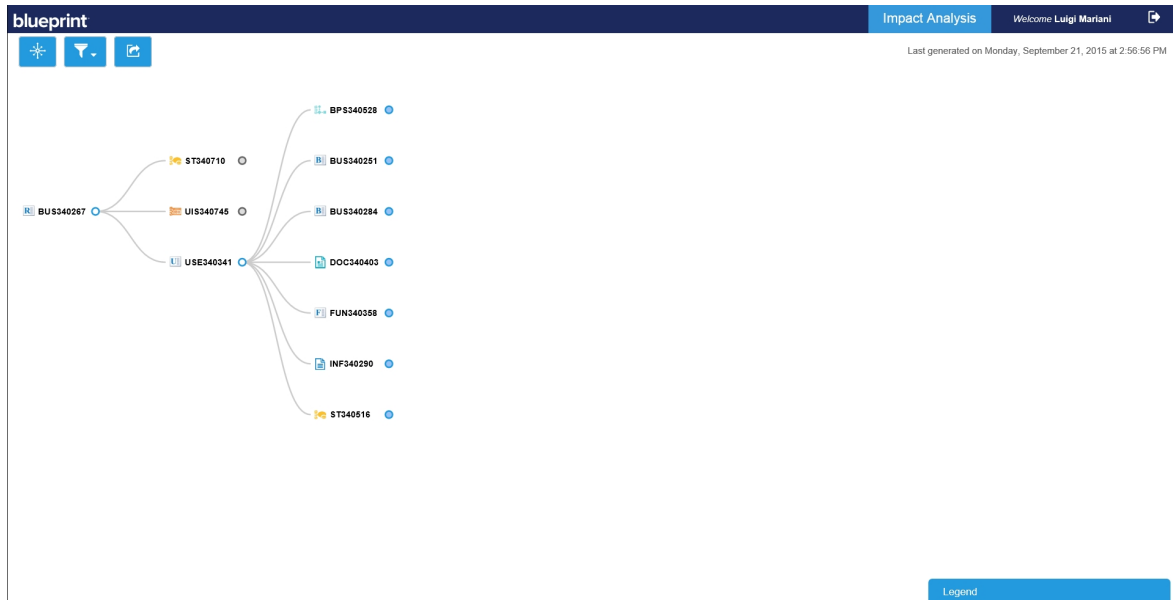 blueprint
Impact Analysis
Welcome Luigi Mariani
Last generated on Monday, September 21, 2015 at 2:56:56 PM
BPS340528
ST340710
B BUS340251
R BUS340267
UIS340745
B BUS340284
U USE340341
DOC340403
F FUN340358
INF340290
ST340516
Legend